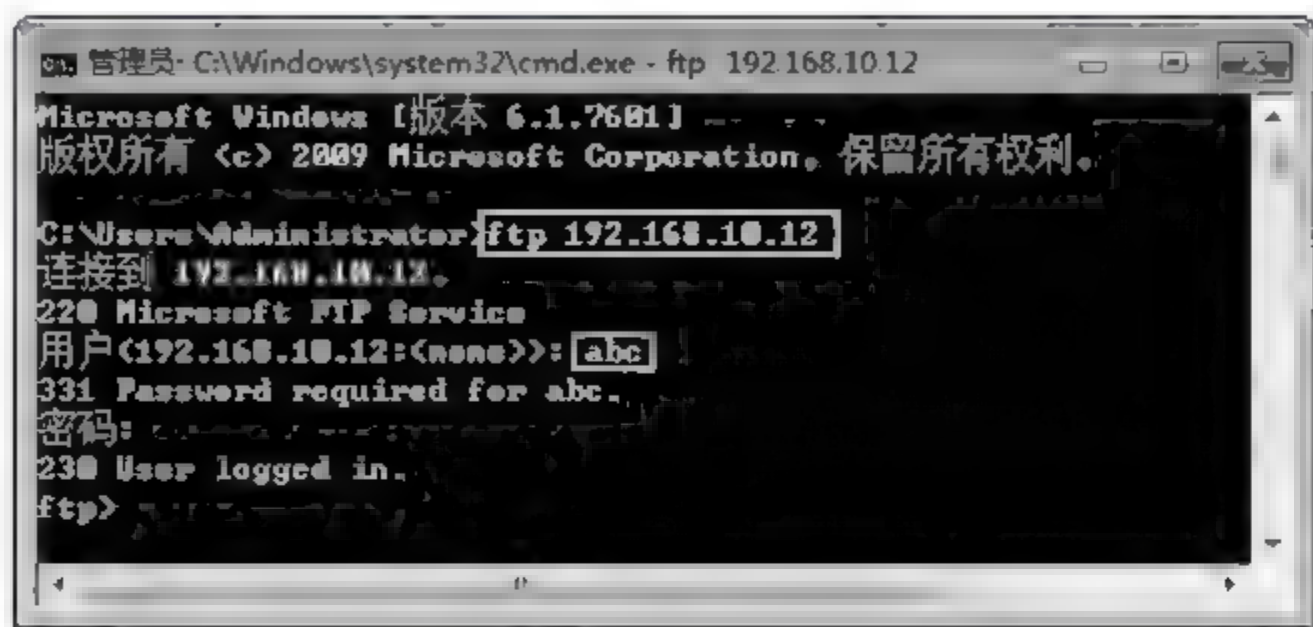 管理员: C:\Windows\system32\cmd.exe - ftp 192.168.10.12
Microsoft Windows [版本 6.1.7601]
版权所有 (c) 2009 Microsoft Corporation。保留所有权利。
C:\Users\Administrator>ftp 192.168.10.12
连接到 192.168.10.12。
220 Microsoft FTP Service
用户(192.168.10.12:(none)): abc
331 Password required for abc.
密码:
230 User logged in.
ftp>